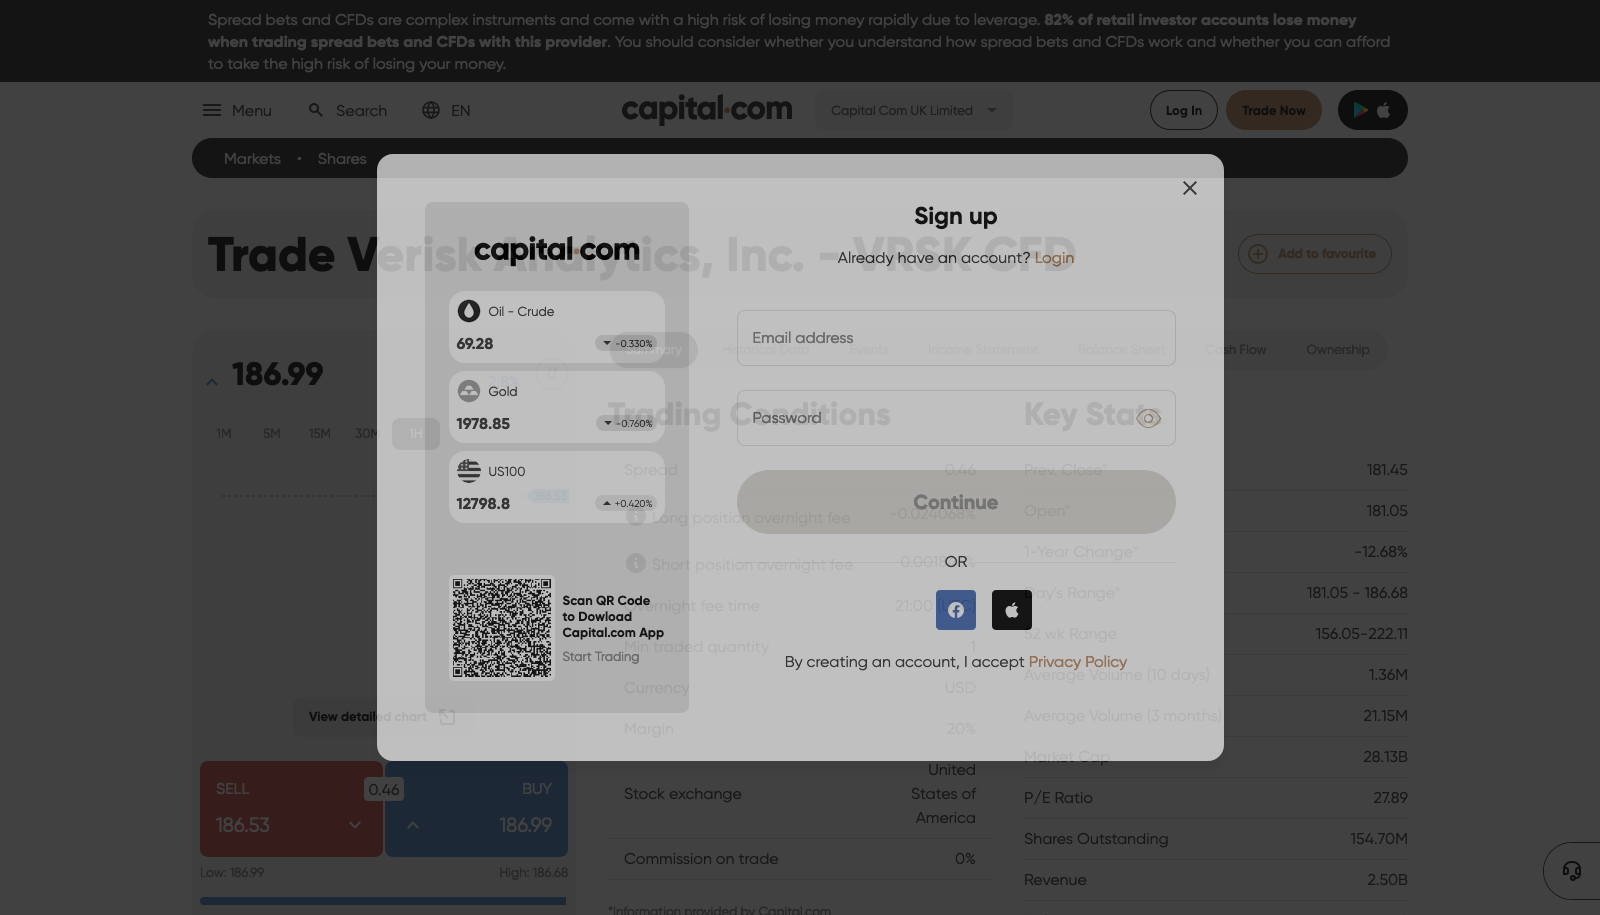 Spread bets and CFDs are complex instruments and come with a high risk of losing money rapidly due to leverage. 82% of retail investor accounts lose money
when trading spread bets and CFDs with this provider. You should consider whether you understand how spread bets and CFDs work and whether you can afford
to take the high risk of losing your money.
Menu
Search
EN
capital.com
Capital Com UK Limited
Log In
Trade Now
Markets • Shares
Trade Verisk Analytics, Inc. - VRSK CFD
Add to favourite
Sign up
Already have an account? Login
Email address
Password
Continue
OR
By creating an account, I accept Privacy Policy
capital.com
Oil - Crude
69.28
-0.330%
Gold
1978.85
-0.760%
US100
12798.8
+0.420%
Scan QR Code
to Dowload
Capital.com App
Start Trading
186.99
1M 5M 15M 30M 1H
186.53
View detailed chart
SELL
186.53
0.46
BUY
186.99
Low: 186.99
High: 186.68
Summary
Historical Data
Events
Income Statement
Balance Sheet
Cash Flow
Ownership
Trading Conditions
Spread 0.46
Long position overnight fee -0.024068%
Short position overnight fee
Overnight fee time 21:00 (UTC)
Min traded quantity 1
Currency USD
Margin 20%
Stock exchange
United
States of
America
Commission on trade 0%
*Information provided by Capital.com
Key Stats
Prev. Close* 181.45
Open* 181.05
1-Year Change* -12.68%
Day's Range* 181.05 - 186.68
52 wk Range 156.05-222.11
Average Volume (10 days) 1.36M
Average Volume (3 months) 21.15M
Market Cap 28.13B
P/E Ratio 27.89
Shares Outstanding 154.70M
Revenue 2.50B